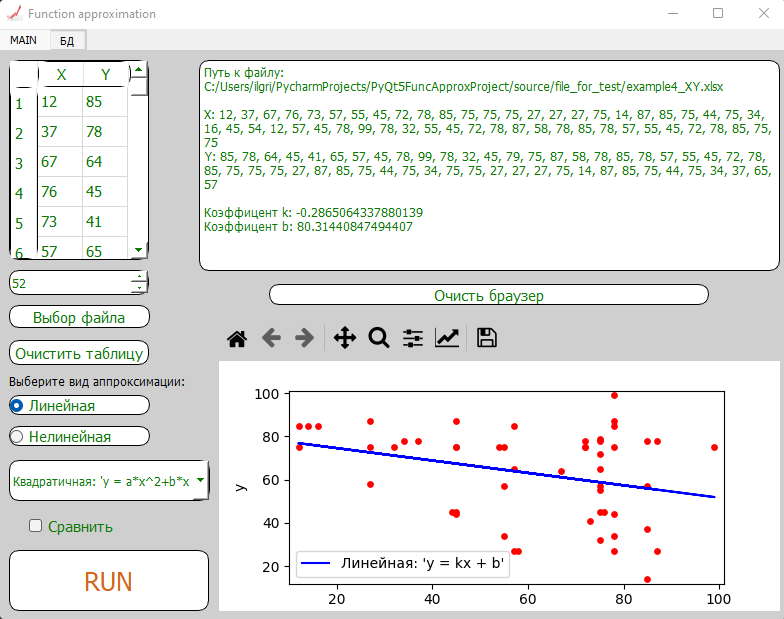 Function approximation
MAIN
БД
X Y
1 12 85
2 37 78
3 67 64
4 76 45
5 73 41
6 57 65
52
Выбор файла
Очистить таблицу
Выберите вид аппроксимации:
Линейная
Нелинейная
Квадратичная: 'y = a*x^2+b*x
Сравнить
RUN
Путь к файлу:
C:/Users/ilgri/PycharmProjects/PyQt5FuncApproxProject/source/file_for_test/example4_XY.xlsx
X: 12, 37, 67, 76, 73, 57, 55, 45, 72, 78, 85, 75, 75, 75, 27, 27, 27, 75, 14, 87, 85, 75, 44, 75, 34,
16, 45, 54, 12, 57, 45, 78, 99, 78, 32, 55, 45, 72, 78, 87, 58, 78, 85, 78, 57, 55, 45, 72, 78, 85, 75,
75
Y: 85, 78, 64, 45, 41, 65, 57, 45, 78, 99, 78, 32, 45, 79, 75, 87, 58, 78, 85, 78, 57, 55, 45, 72, 78,
85, 75, 75, 75, 27, 87, 85, 75, 44, 75, 34, 75, 75, 27, 27, 27, 75, 14, 87, 85, 75, 44, 75, 34, 37, 65,
57
Коэффицент k: -0.2865064337880139
Коэффицент b: 80.31440847494407
Очисть браузер
100
80
60
40
20
y
Линейная: 'y = kx + b'
20 40 60 80 100